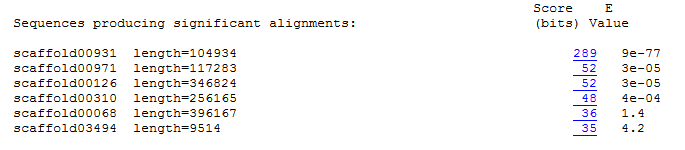 Score E
Sequences producing significant alignments: (bits) Value
scaffold00931 length=104934 289 9e-77
scaffold00971 length=117283 52 3e-05
scaffold00126 length=346824 52 3e-05
scaffold00310 length=256165 48 4e-04
scaffold00068 length=396167 36 1.4
scaffold03494 length=9514 35 4.2